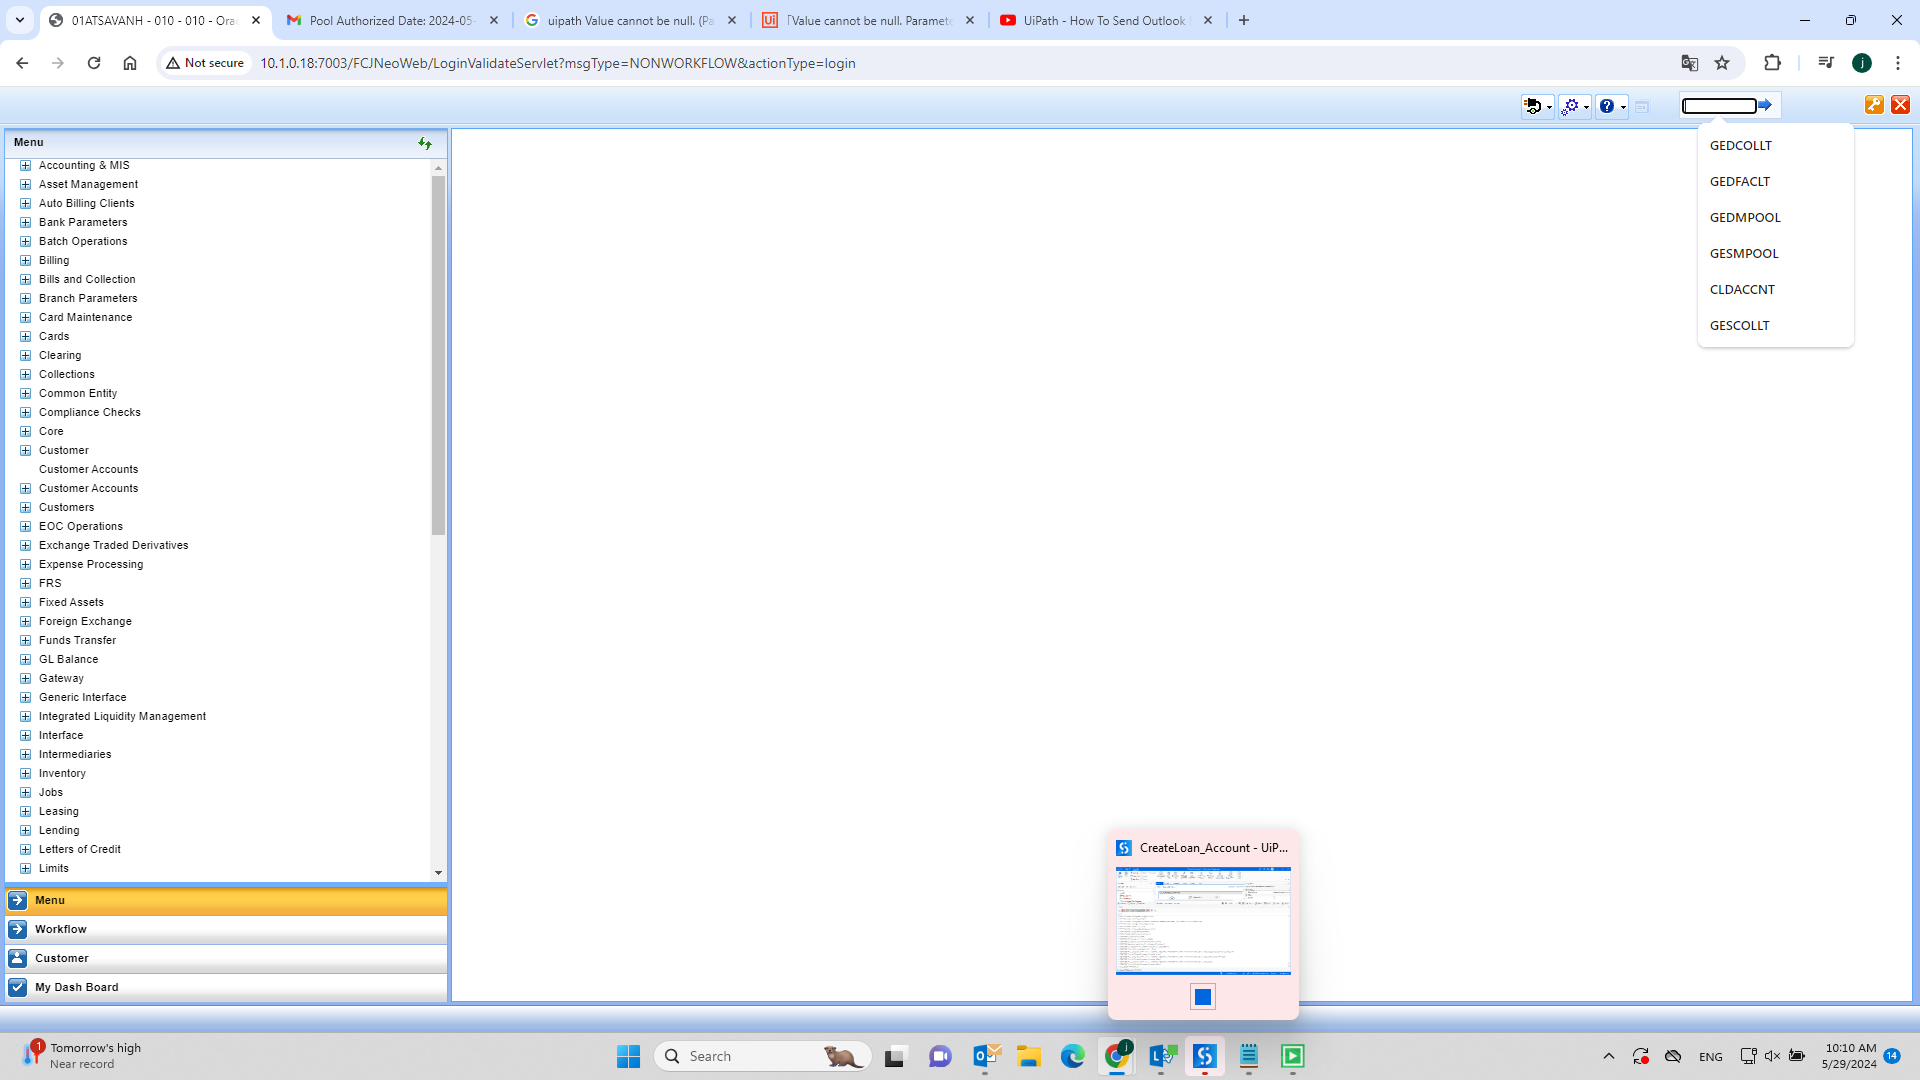 01ATSAVANH - 010 - 010 - Ora
Pool Authorized Date: 2024-05-
uipath Value cannot be null. (Pa
「Value cannot be null. Paramete
UiPath - How To Send Outlook
Not secure
10.1.0.18:7003/FCJNeoWeb/LoginValidateServlet?msgType=NONWORKFLOW&actionType=login
Menu
Accounting & MIS
Asset Management
Auto Billing Clients
Bank Parameters
Batch Operations
Billing
Bills and Collection
Branch Parameters
Card Maintenance
Cards
Clearing
Collections
Common Entity
Compliance Checks
Core
Customer
Customer Accounts
Customer Accounts
Customers
EOC Operations
Exchange Traded Derivatives
Expense Processing
FRS
Fixed Assets
Foreign Exchange
Funds Transfer
GL Balance
Gateway
Generic Interface
Integrated Liquidity Management
Interface
Intermediaries
Inventory
Jobs
Leasing
Lending
Letters of Credit
Limits
Menu
Workflow
Customer
My Dash Board
GEDCOLLT
GEDFACLT
GEDMPOOL
GESMPOOL
CLDACCNT
GESCOLLT
CreateLoan_Account - UiP...
1
Tomorrow's high
Near record
Search
ENG
10:10 AM
5/29/2024
14